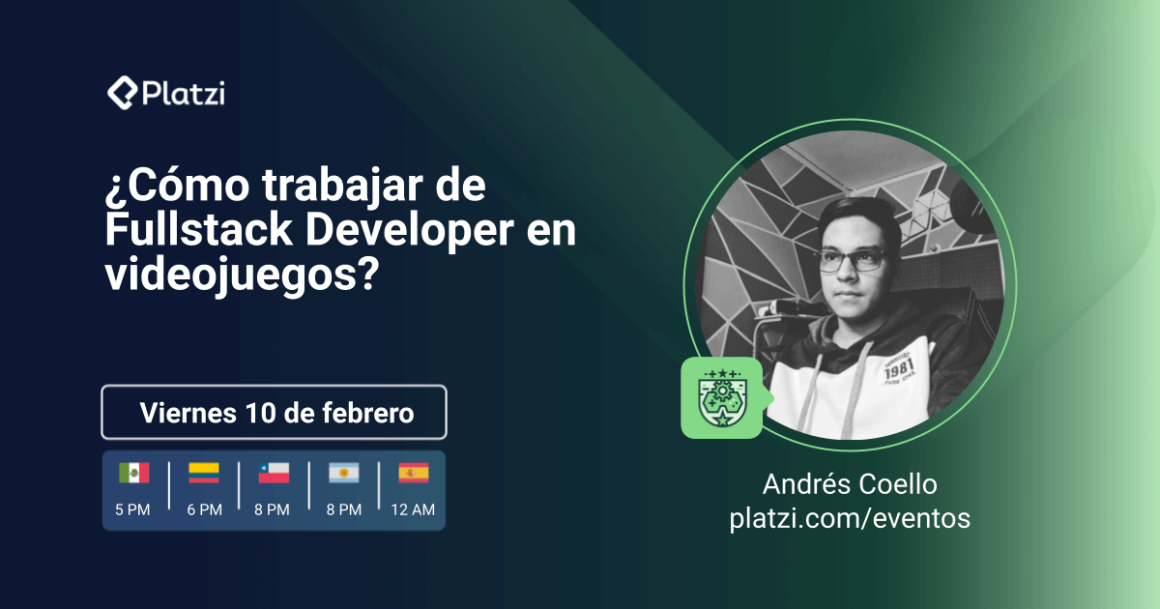 Platzi
¿Cómo trabajar de
Fullstack Developer en
videojuegos?
Viernes 10 de febrero
5 PM
6 PM
8 PM
8 PM
12 AM
1981
Andrés Coello
platzi.com/eventos